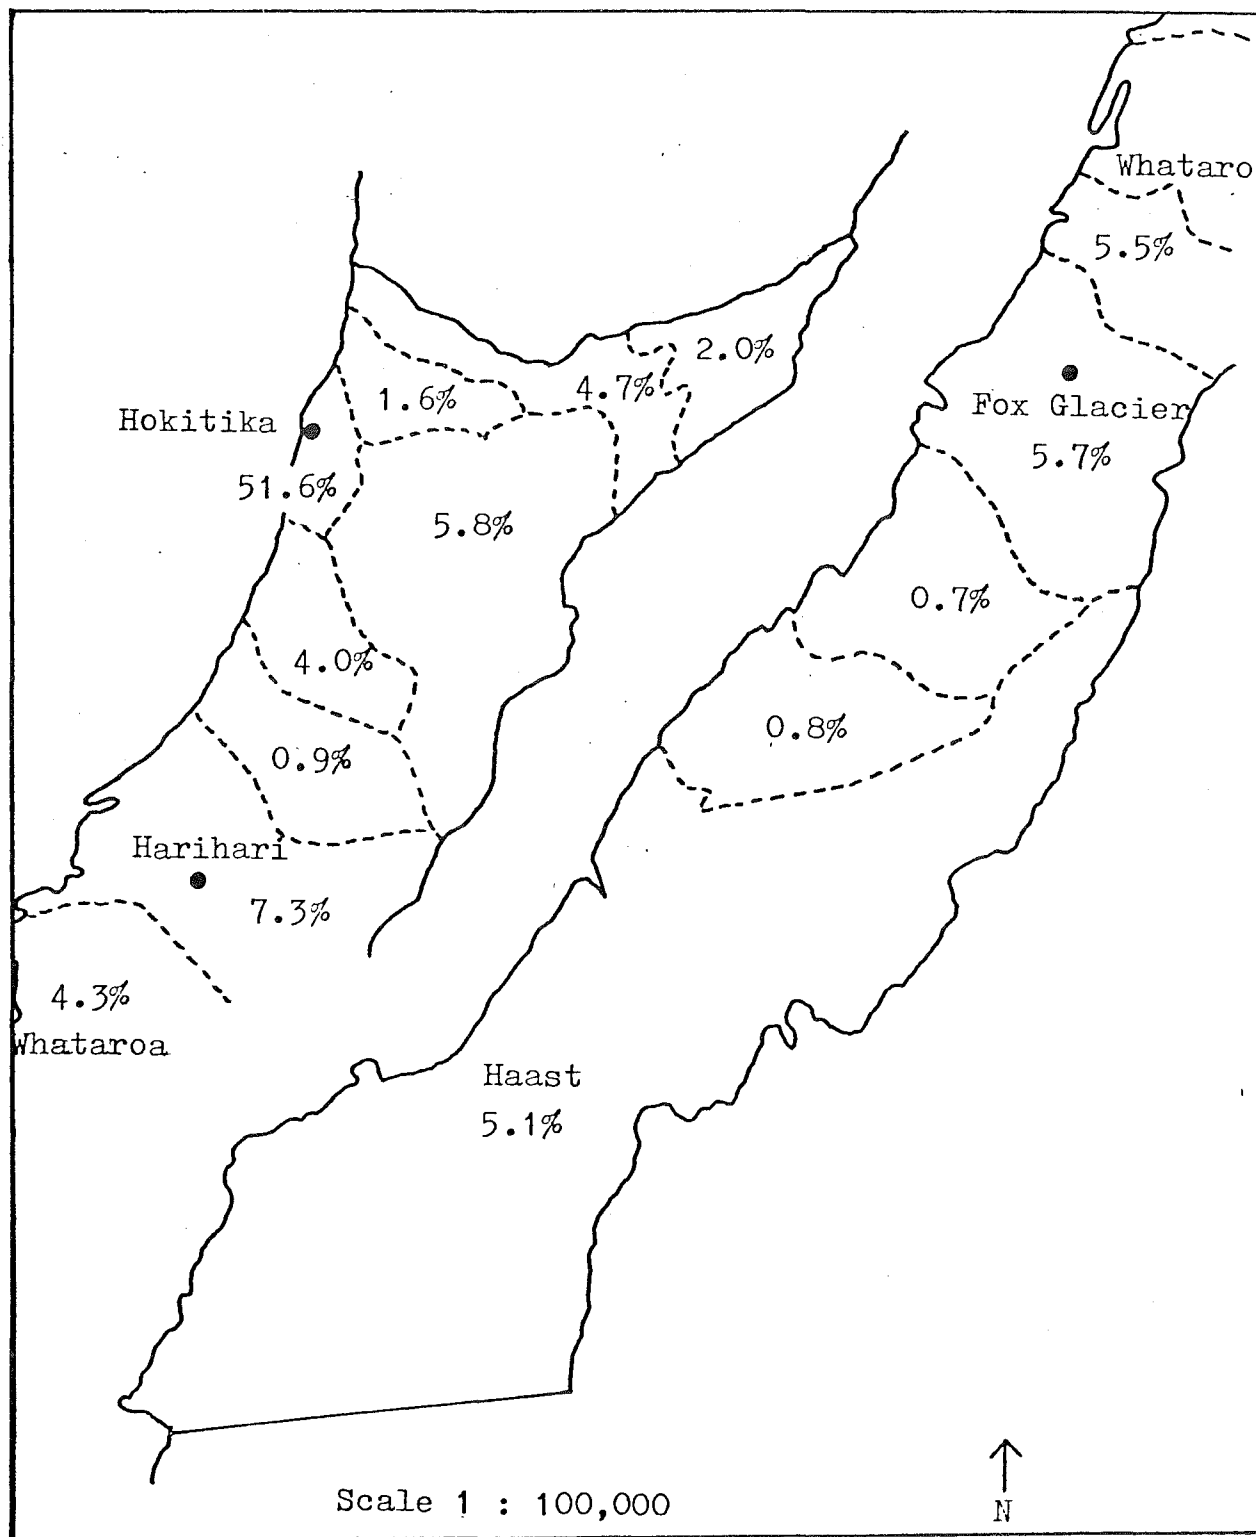 Whataro
5.5%
2.0%
4.7%
1.6%
Hokitika
Fox Glacier
5.7%
51.6%
5.8%
0.7%
4.0%
0.8%
0.9%
Harihari
7.3%
4.3%
Whataroa
Haast
5.1%
Scale 1 : 100,000
N